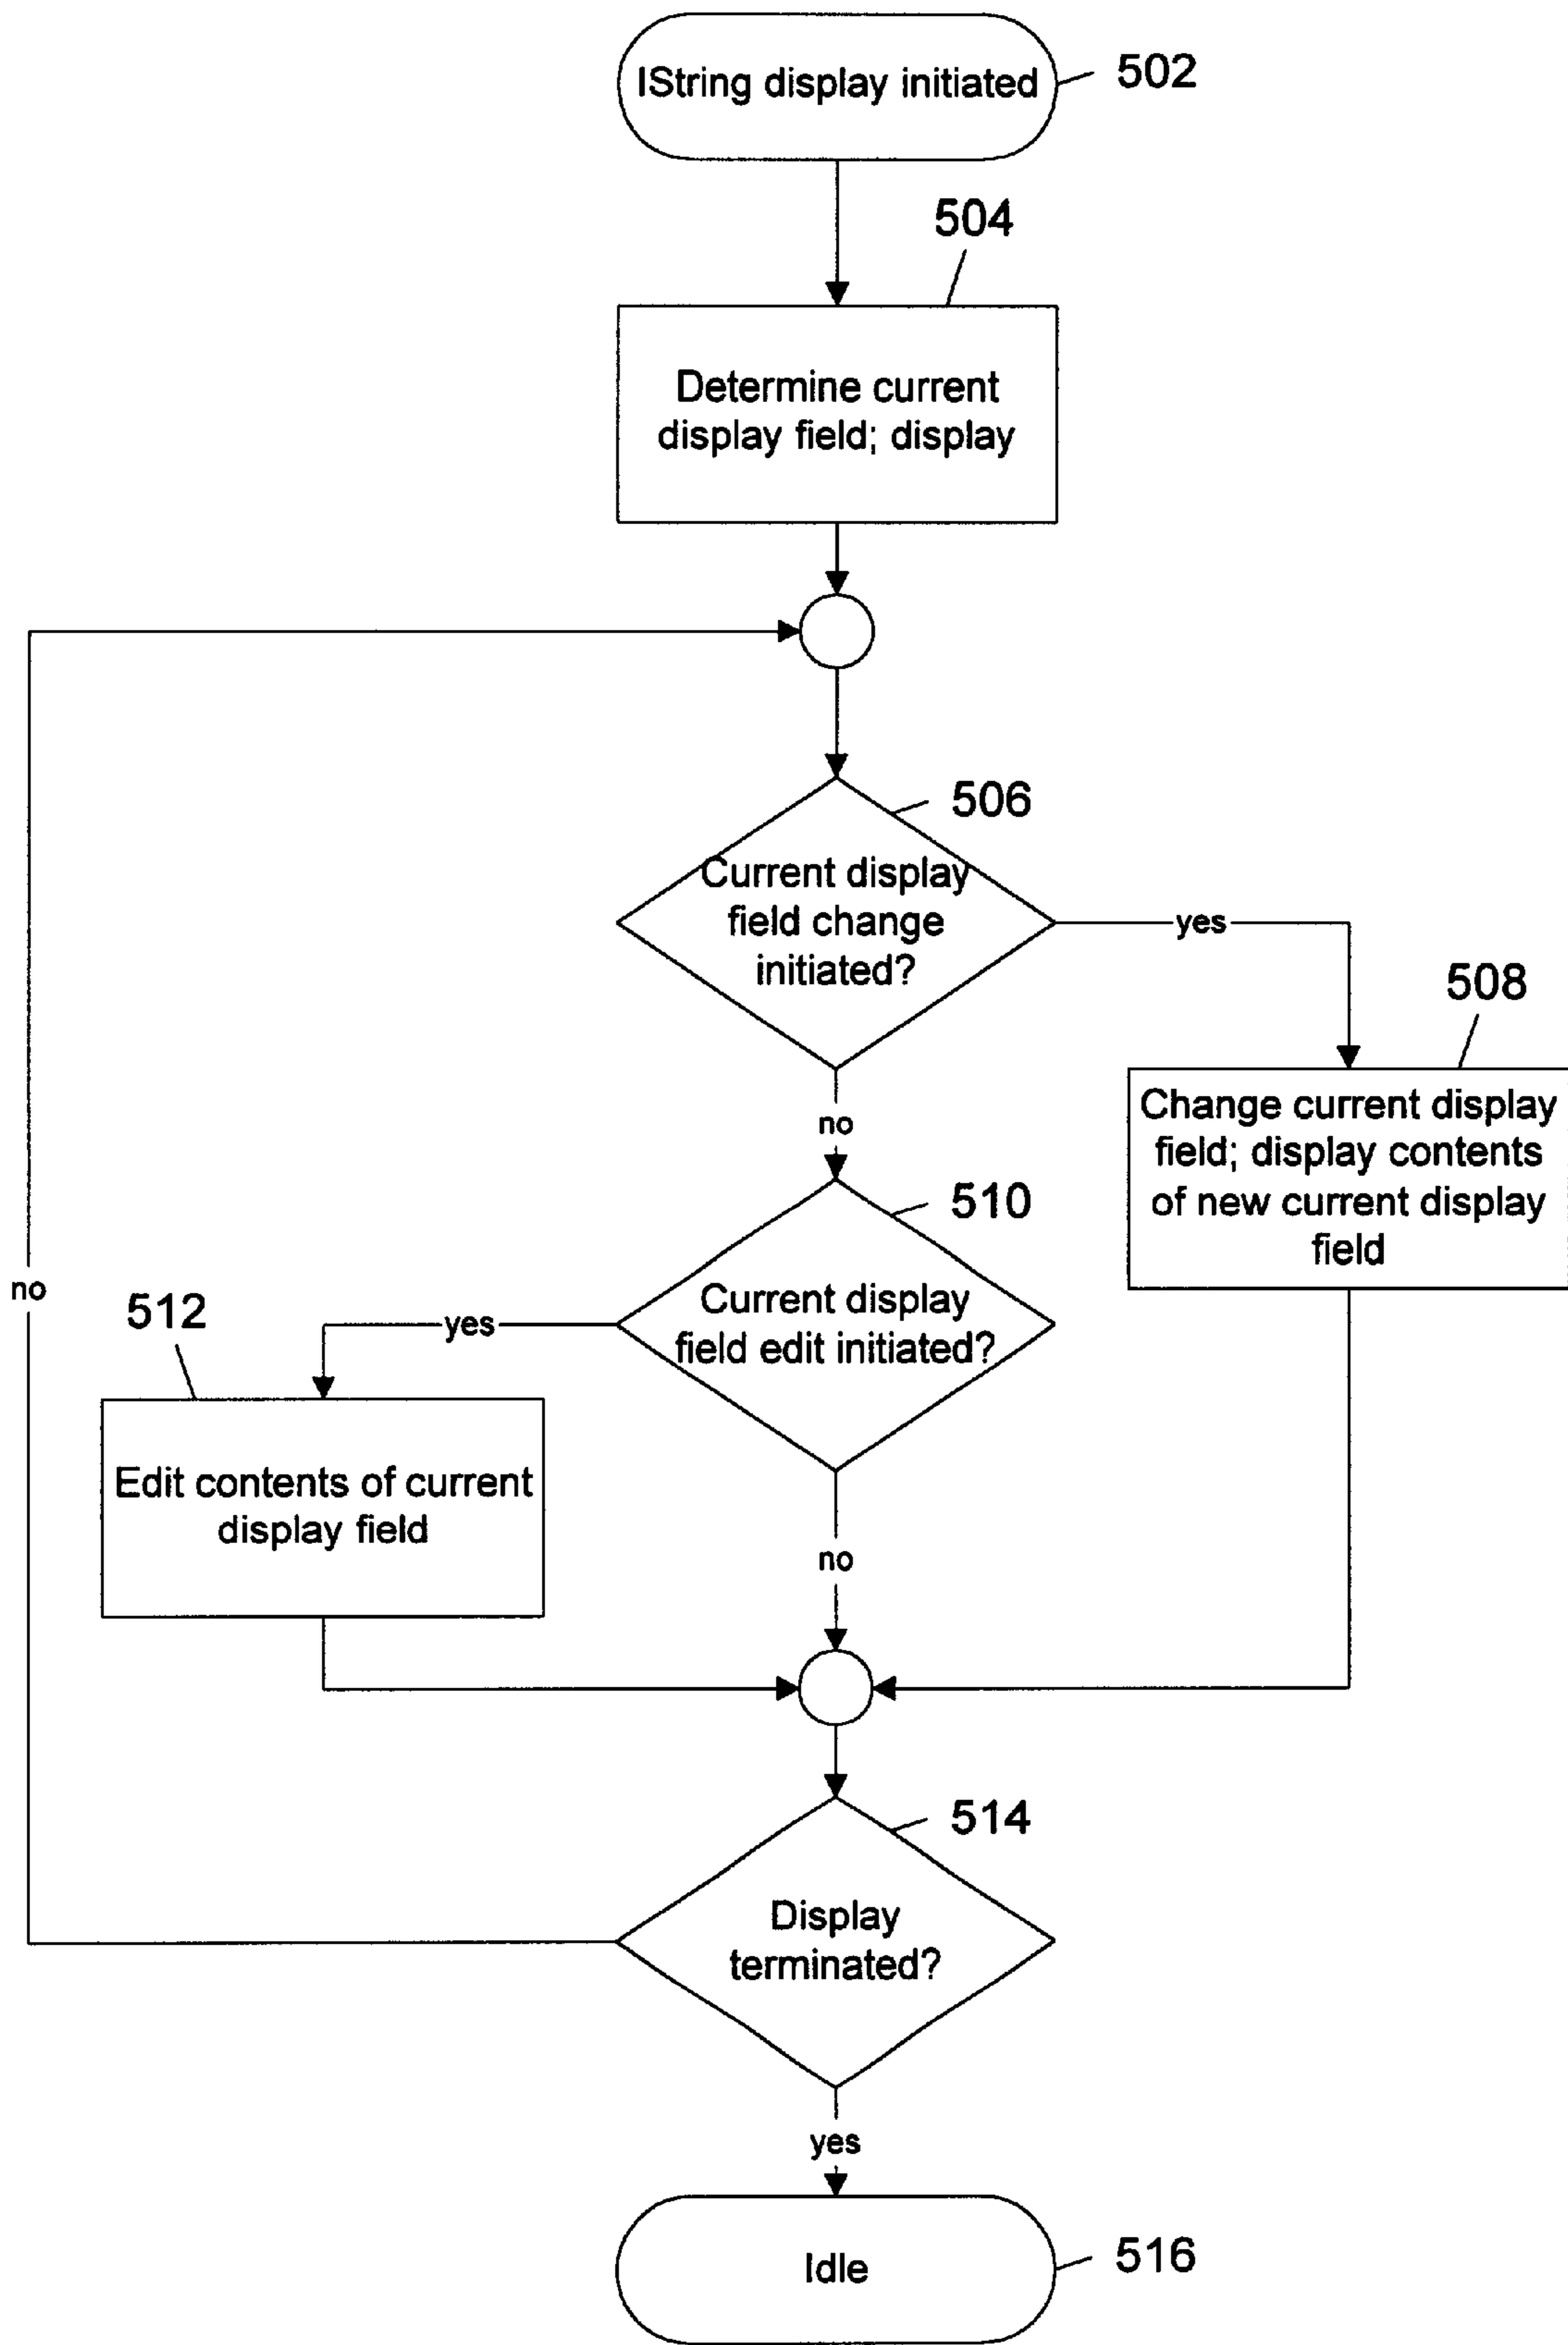 IString display initiated
502
504
Determine current
display field; display
506
Current display
field change
initiated?
yes
508
Change current display
field; display contents
of new current display
field
no
510
Current display
field edit initiated?
yes
512
Edit contents of current
display field
no
no
514
Display
terminated?
yes
Idle
516